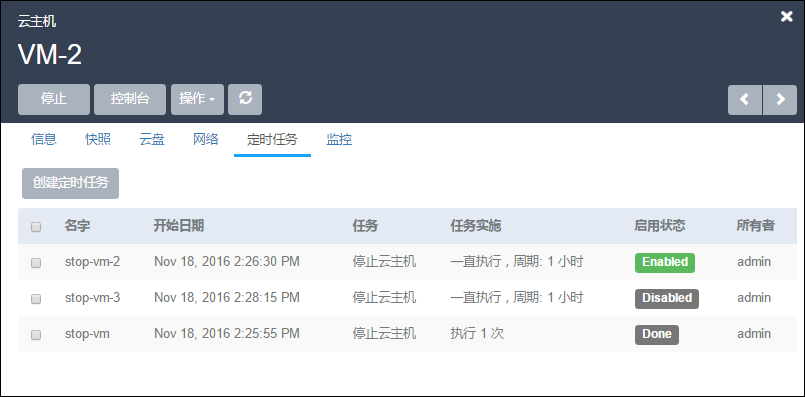 云主机
VM-2
停止 控制台 操作
信息 快照 云盘 网络 定时任务 监控
创建定时任务
名字 开始日期 任务 任务实施 启用状态 所有者
stop-vm-2 Nov 18, 2016 2:26:30 PM 停止云主机 一直执行，周期: 1 小时 Enabled admin
stop-vm-3 Nov 18, 2016 2:28:15 PM 停止云主机 一直执行，周期: 1 小时 Disabled admin
stop-vm Nov 18, 2016 2:25:55 PM 停止云主机 执行 1 次 Done admin